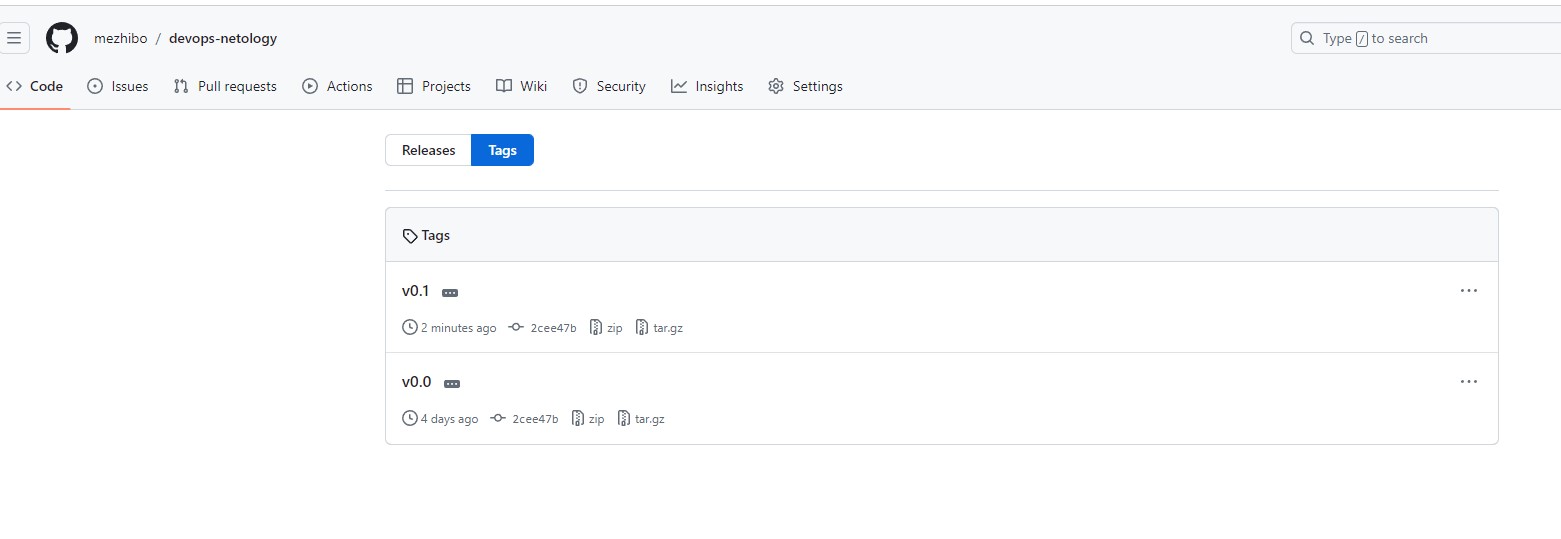 mezhibo / devops-netology Type / to search
Code Issues Pull requests Actions Projects Wiki Security Insights Settings
Releases Tags
Tags
v0.1
2 minutes ago 2cee47b zip tar.gz
v0.0
4 days ago 2cee47b zip tar.gz